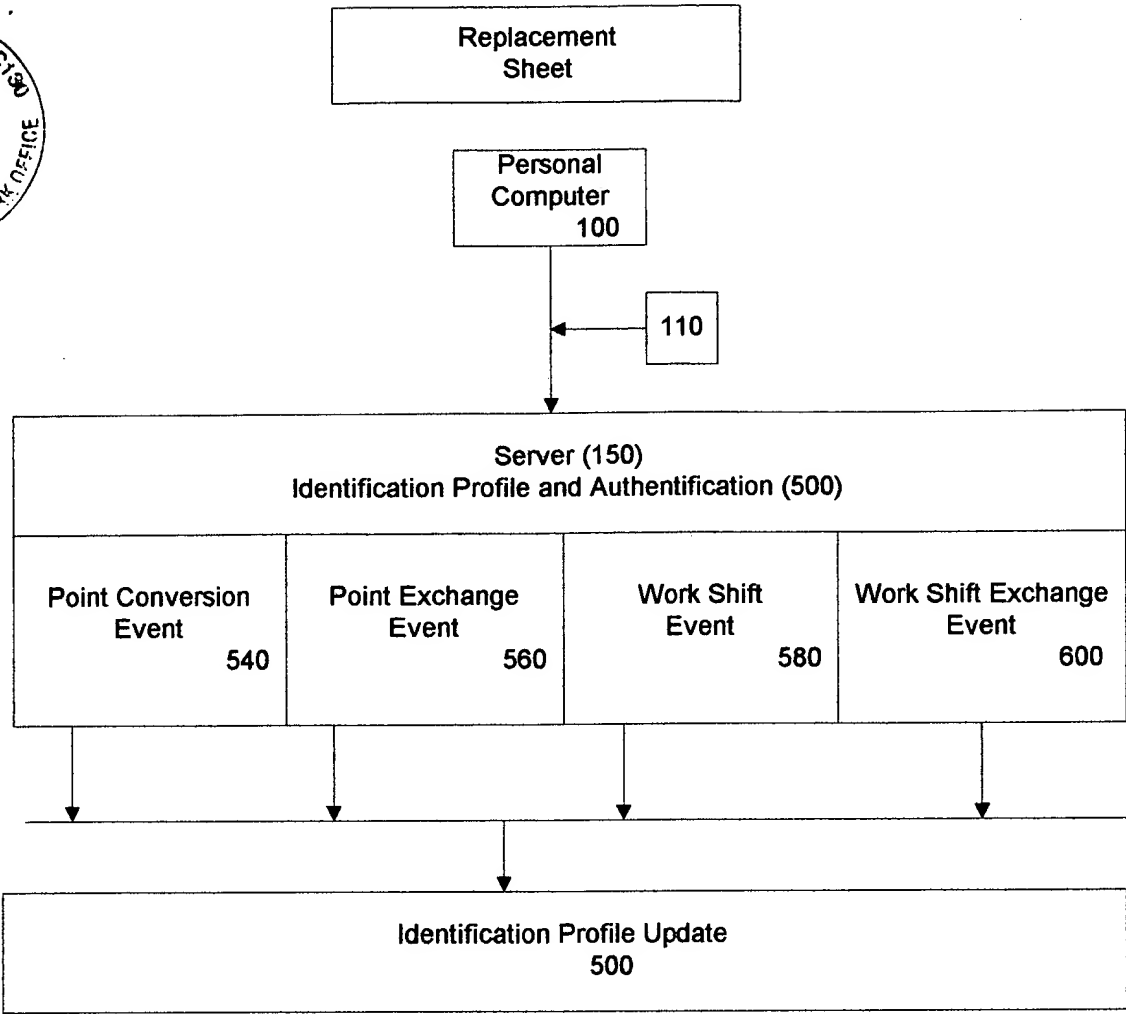 Replacement
Sheet
OFFICE
Personal
Computer
100
110
Server (150)
Identification Profile and Authentification (500)
Point Conversion
Event
540
Point Exchange
Event
560
Work Shift
Event
580
Work Shift Exchange
Event
600
Identification Profile Update
500